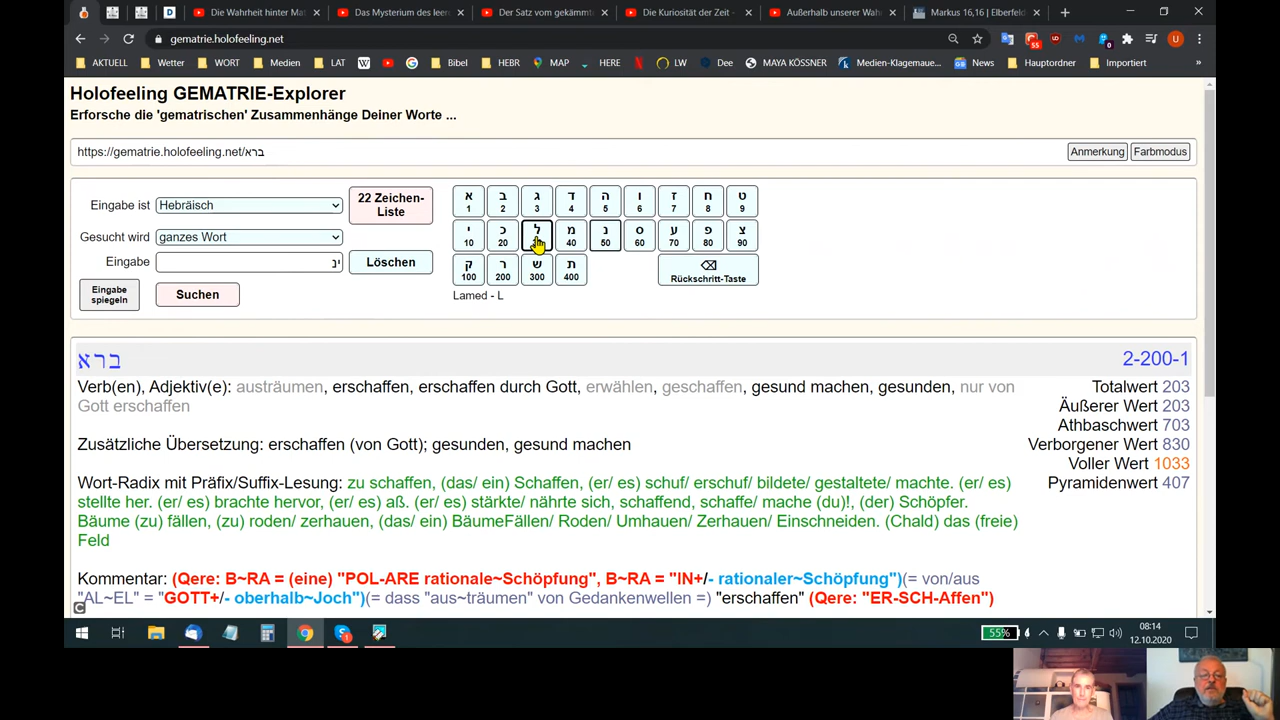 Die Wahrheit hinter Mat
Das Mysterium des leere
Der Satz vom gekämmte
Die Kuriosität der Zeit -
Außerhalb unserer Wah
Markus 16,16 | Elberfel
gematrie.holofeeling.net
AKTUELL
Wetter
WORT
Medien
LAT
Bibel
HEBR
MAP
HERE
LW
Dee
MAYA KÖSSNER
Medien-Klagemaue...
News
Hauptordner
Importiert
Holofeeling GEMATRIE-Explorer
Erforsche die 'gematrischen' Zusammenhänge Deiner Worte ...
https://gematrie.holofeeling.net/ברא
Anmerkung
Farbmodus
Eingabe ist
Hebräisch
22 Zeichen-
Liste
Gesucht wird
ganzes Wort
Eingabe
Löschen
Eingabe
spiegeln
Suchen
א ב ג ד ה ו ז ח ט
1 2 3 4 5 6 7 8 9
י כ ל מ נ ס ע פ צ
10 20 40 50 60 70 80 90
ק ר ש ת
100 200 300 400
Rückschritt-Taste
Lamed - L
ברא
2-200-1
Verb(en), Adjektiv(e): austräumen, erschaffen, erschaffen durch Gott, erwählen, geschaffen, gesund machen, gesunden, nur von
Gott erschaffen
Totalwert 203
Äußerer Wert 203
Athbaschwert 703
Verborgener Wert 830
Voller Wert 1033
Pyramidenwert 407
Zusätzliche Übersetzung: erschaffen (von Gott); gesunden, gesund machen
Wort-Radix mit Präfix/Suffix-Lesung: zu schaffen, (das/ ein) Schaffen, (er/ es) schuf/ erschuf/ bildete/ gestaltete/ machte. (er/ es)
stellte her. (er/ es) brachte hervor, (er/ es) aß. (er/ es) stärkte/ nährte sich, schaffend, schaffe/ mache (du)!, (der) Schöpfer.
Bäume (zu) fällen, (zu) roden/ zerhauen, (das/ ein) BäumeFällen/ Roden/ Umhauen/ Zerhauen/ Einschneiden. (Chald) das (freie)
Feld
Kommentar: (Qere: B~RA = (eine) "POL-ARE rationale~Schöpfung", B~RA = "IN+/- rationaler~Schöpfung")(= von/aus
"AL~EL" = "GOTT+/- oberhalb~Joch")(= dass "aus~träumen" von Gedankenwellen =) "erschaffen" (Qere: "ER-SCH-Affen")
55%
08:14
12.10.2020